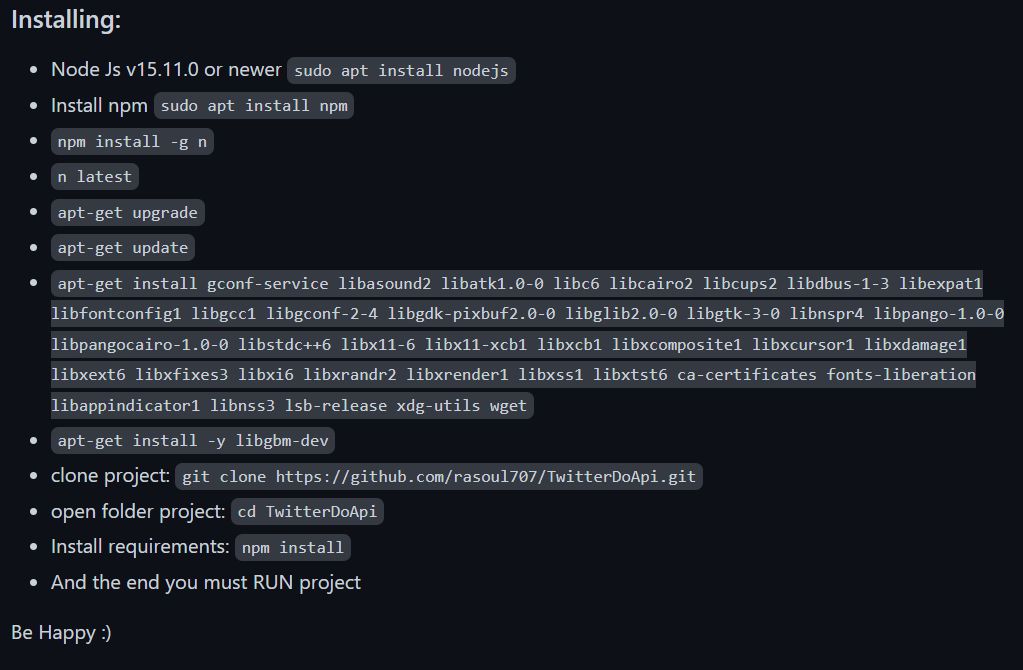 Installing:
• Node Js v15.11.0 or newer sudo apt install nodejs
• Install npm sudo apt install npm
• npm install -g n
• n latest
• apt-get upgrade
• apt-get update
• apt-get install gconf-service libasound2 libatk1.0-0 libc6 libcairo2 libcups2 libdbus-1-3 libexpat1
libfontconfig1 libgcc1 libgconf-2-4 libgdk-pixbuf2.0-0 libglib2.0-0 libgtk-3-0 libnspr4 libpango-1.0-0
libpangocairo-1.0-0 libstdc++6 libx11-6 libx11-xcb1 libxcb1 libxcomposite1 libxcursor1 libxdamage1
libxext6 libxfixes3 libxi6 libxrandr2 libxrender1 libxss1 libxtst6 ca-certificates fonts-liberation
libappindicator1 libnss3 lsb-release xdg-utils wget
• apt-get install -y libgbm-dev
• clone project: git clone https://github.com/rasoul707/TwitterDoApi.git
• open folder project: cd TwitterDoApi
• Install requirements: npm install
• And the end you must RUN project
Be Happy :)